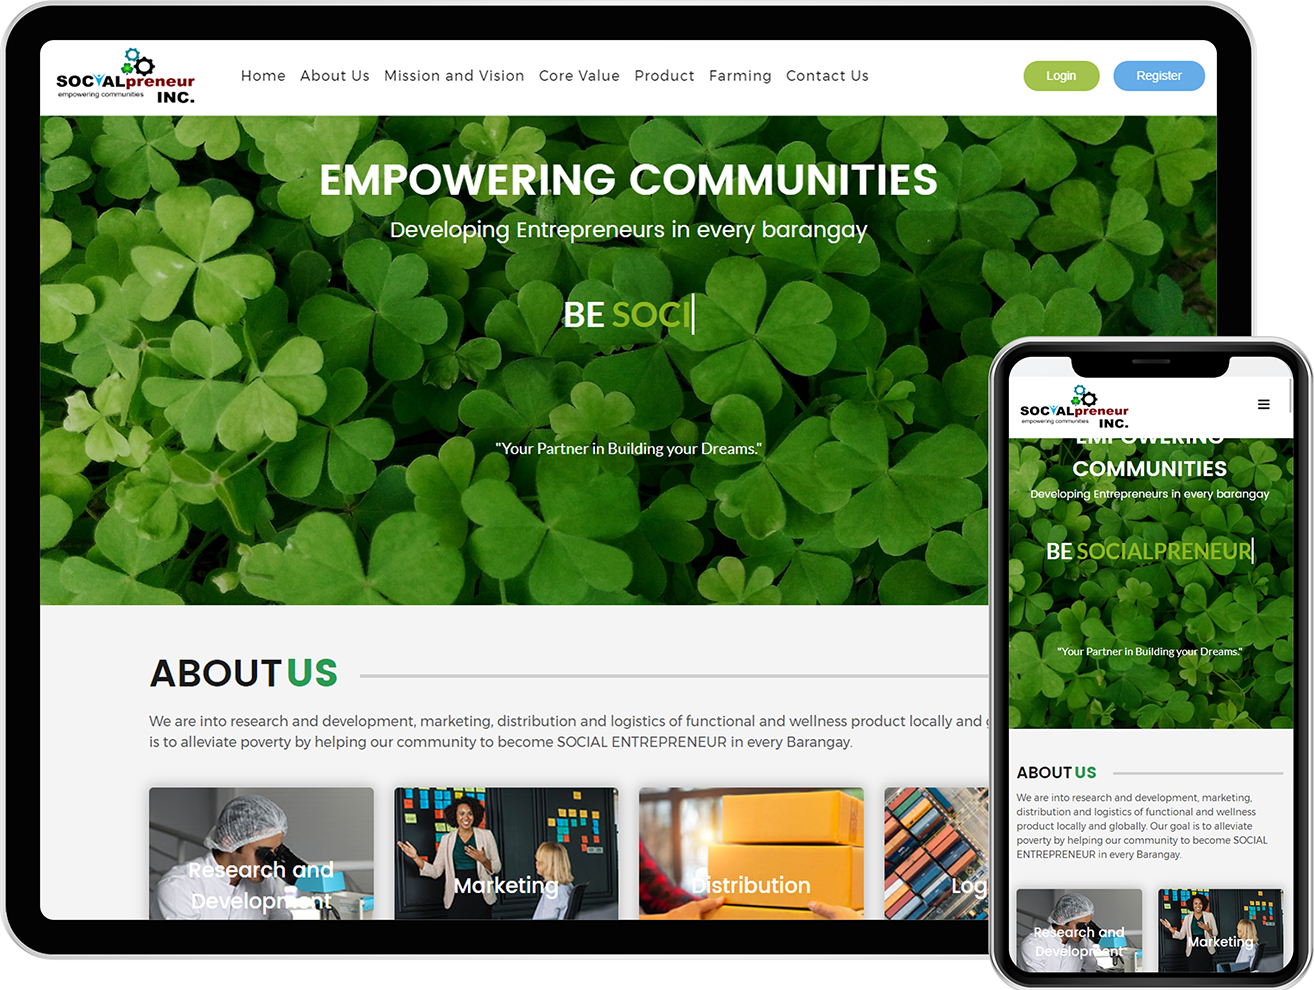 SOCIALpreneur
empowering communities INC.
Home About Us Mission and Vision Core Value Product Farming Contact Us
Login Register
EMPOWERING COMMUNITIES
Developing Entrepreneurs in every barangay
BE SOCI
"Your Partner in Building your Dreams."
ABOUT US
We are into research and development, marketing, distribution and logistics of functional and wellness product locally and
is to alleviate poverty by helping our community to become SOCIAL ENTREPRENEUR in every Barangay.
Research and
Development
Marketing
Distribution
Log
SOCIALpreneur
empowering communities INC.
EMPOWERING
COMMUNITIES
Developing Entrepreneurs in every barangay
BE SOCIALPRENEUR
"Your Partner in Building your Dreams."
ABOUT US
We are into research and development, marketing,
distribution and logistics of functional and wellness
product locally and globally. Our goal is to alleviate
poverty by helping our community to become SOCIAL
ENTREPRENEUR in every Barangay.
Research and
Development
Marketing